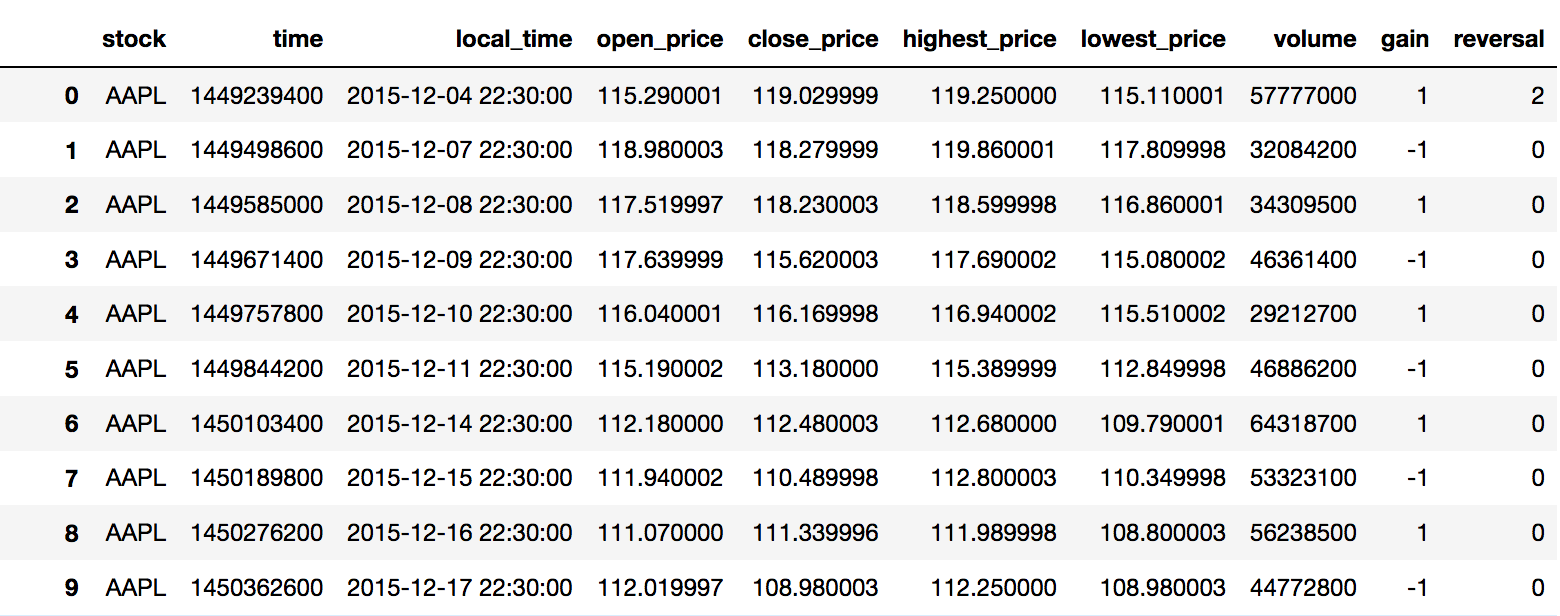 stock time local_time open_price close_price highest_price lowest_price volume gain reversal
0 AAPL 1449239400 2015-12-04 22:30:00 115.290001 119.029999 119.250000 115.110001 57777000 1 2
1 AAPL 1449498600 2015-12-07 22:30:00 118.980003 118.279999 119.860001 117.809998 32084200 -1 0
2 AAPL 1449585000 2015-12-08 22:30:00 117.519997 118.230003 118.599998 116.860001 34309500 1 0
3 AAPL 1449671400 2015-12-09 22:30:00 117.639999 115.620003 117.690002 115.080002 46361400 -1 0
4 AAPL 1449757800 2015-12-10 22:30:00 116.040001 116.169998 116.940002 115.510002 29212700 1 0
5 AAPL 1449844200 2015-12-11 22:30:00 115.190002 113.180000 115.389999 112.849998 46886200 -1 0
6 AAPL 1450103400 2015-12-14 22:30:00 112.180000 112.480003 112.680000 109.790001 64318700 1 0
7 AAPL 1450189800 2015-12-15 22:30:00 111.940002 110.489998 112.800003 110.349998 53323100 -1 0
8 AAPL 1450276200 2015-12-16 22:30:00 111.070000 111.339996 111.989998 108.800003 56238500 1 0
9 AAPL 1450362600 2015-12-17 22:30:00 112.019997 108.980003 112.250000 108.980003 44772800 -1 0